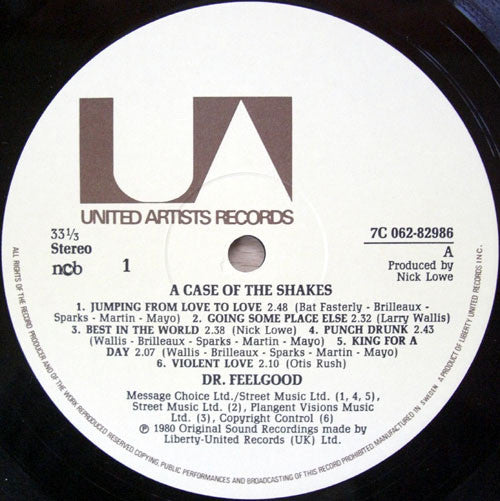 UA
UNITED ARTISTS RECORDS
33⅓
Stereo
ncb
1
7C 062-82986
A
Produced by
Nick Lowe
A CASE OF THE SHAKES
1. JUMPING FROM LOVE TO LOVE 2.48 (Bat Fasterly - Brilleaux -
Sparks - Martin - Mayo) 2. GOING SOME PLACE ELSE 2.32 (Larry Wallis)
3. BEST IN THE WORLD 2.38 (Nick Lowe) 4. PUNCH DRUNK 2.43
(Wallis - Brilleaux - Sparks - Martin - Mayo) 5. KING FOR A
DAY 2.07 (Wallis - Brilleaux - Sparks - Martin - Mayo)
6. VIOLENT LOVE 2.10 (Otis Rush)
DR. FEELGOOD
Message Choice Ltd./Street Music Ltd. (1, 4, 5),
Street Music Ltd. (2), Plangent Visions Music
Ltd. (3), Copyright Control (6)
℗ 1980 Original Sound Recordings made by
Liberty-United Records (UK) Ltd.
ALL RIGHTS OF THE RECORD PRODUCER AND OF THE OWNER OF THE WORK REPRODUCED RESERVED. COPYING, PUBLIC PERFORMANCES AND BROADCASTING OF THIS RECORD PROHIBITED. MANUFACTURED IN SWEDEN. A PRODUCT OF LIBERTY UNITED RECORDS INC.